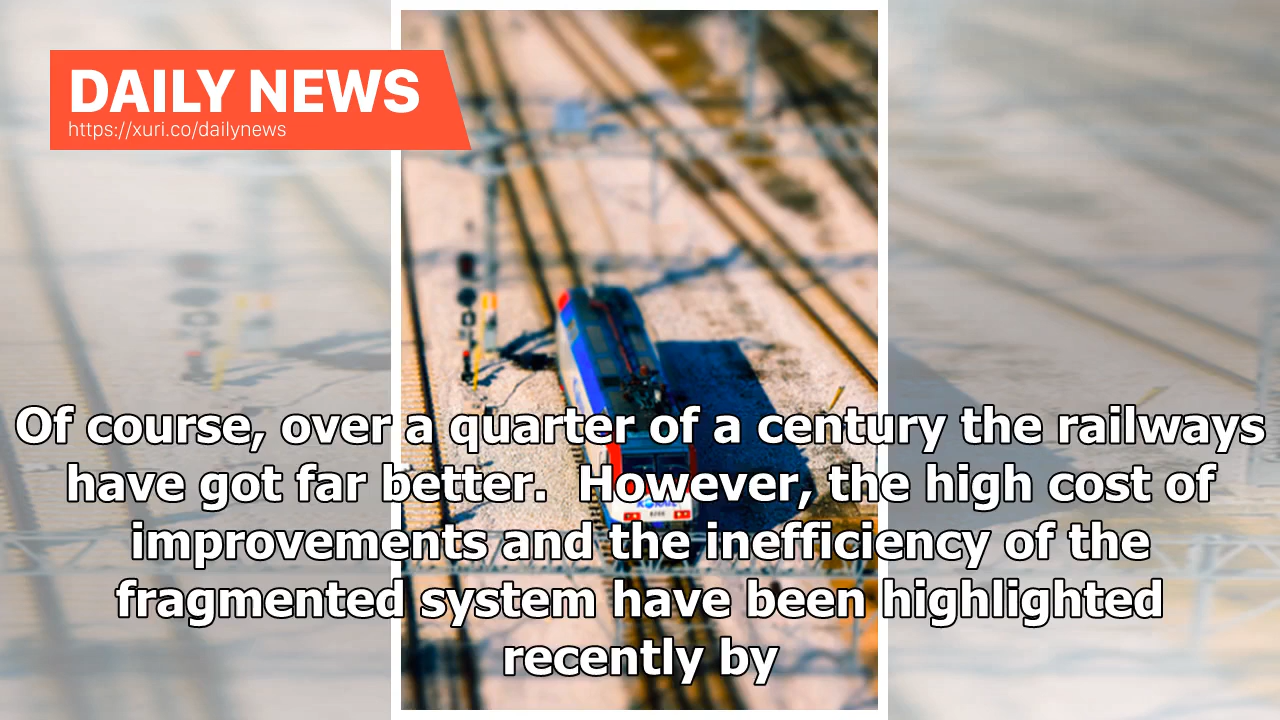 DAILY NEWS
https://xuri.co/dailynews
Of course, over a quarter of a century the railways
have got far better.  However, the high cost of
improvements and the inefficiency of the
fragmented system have been highlighted
recently by